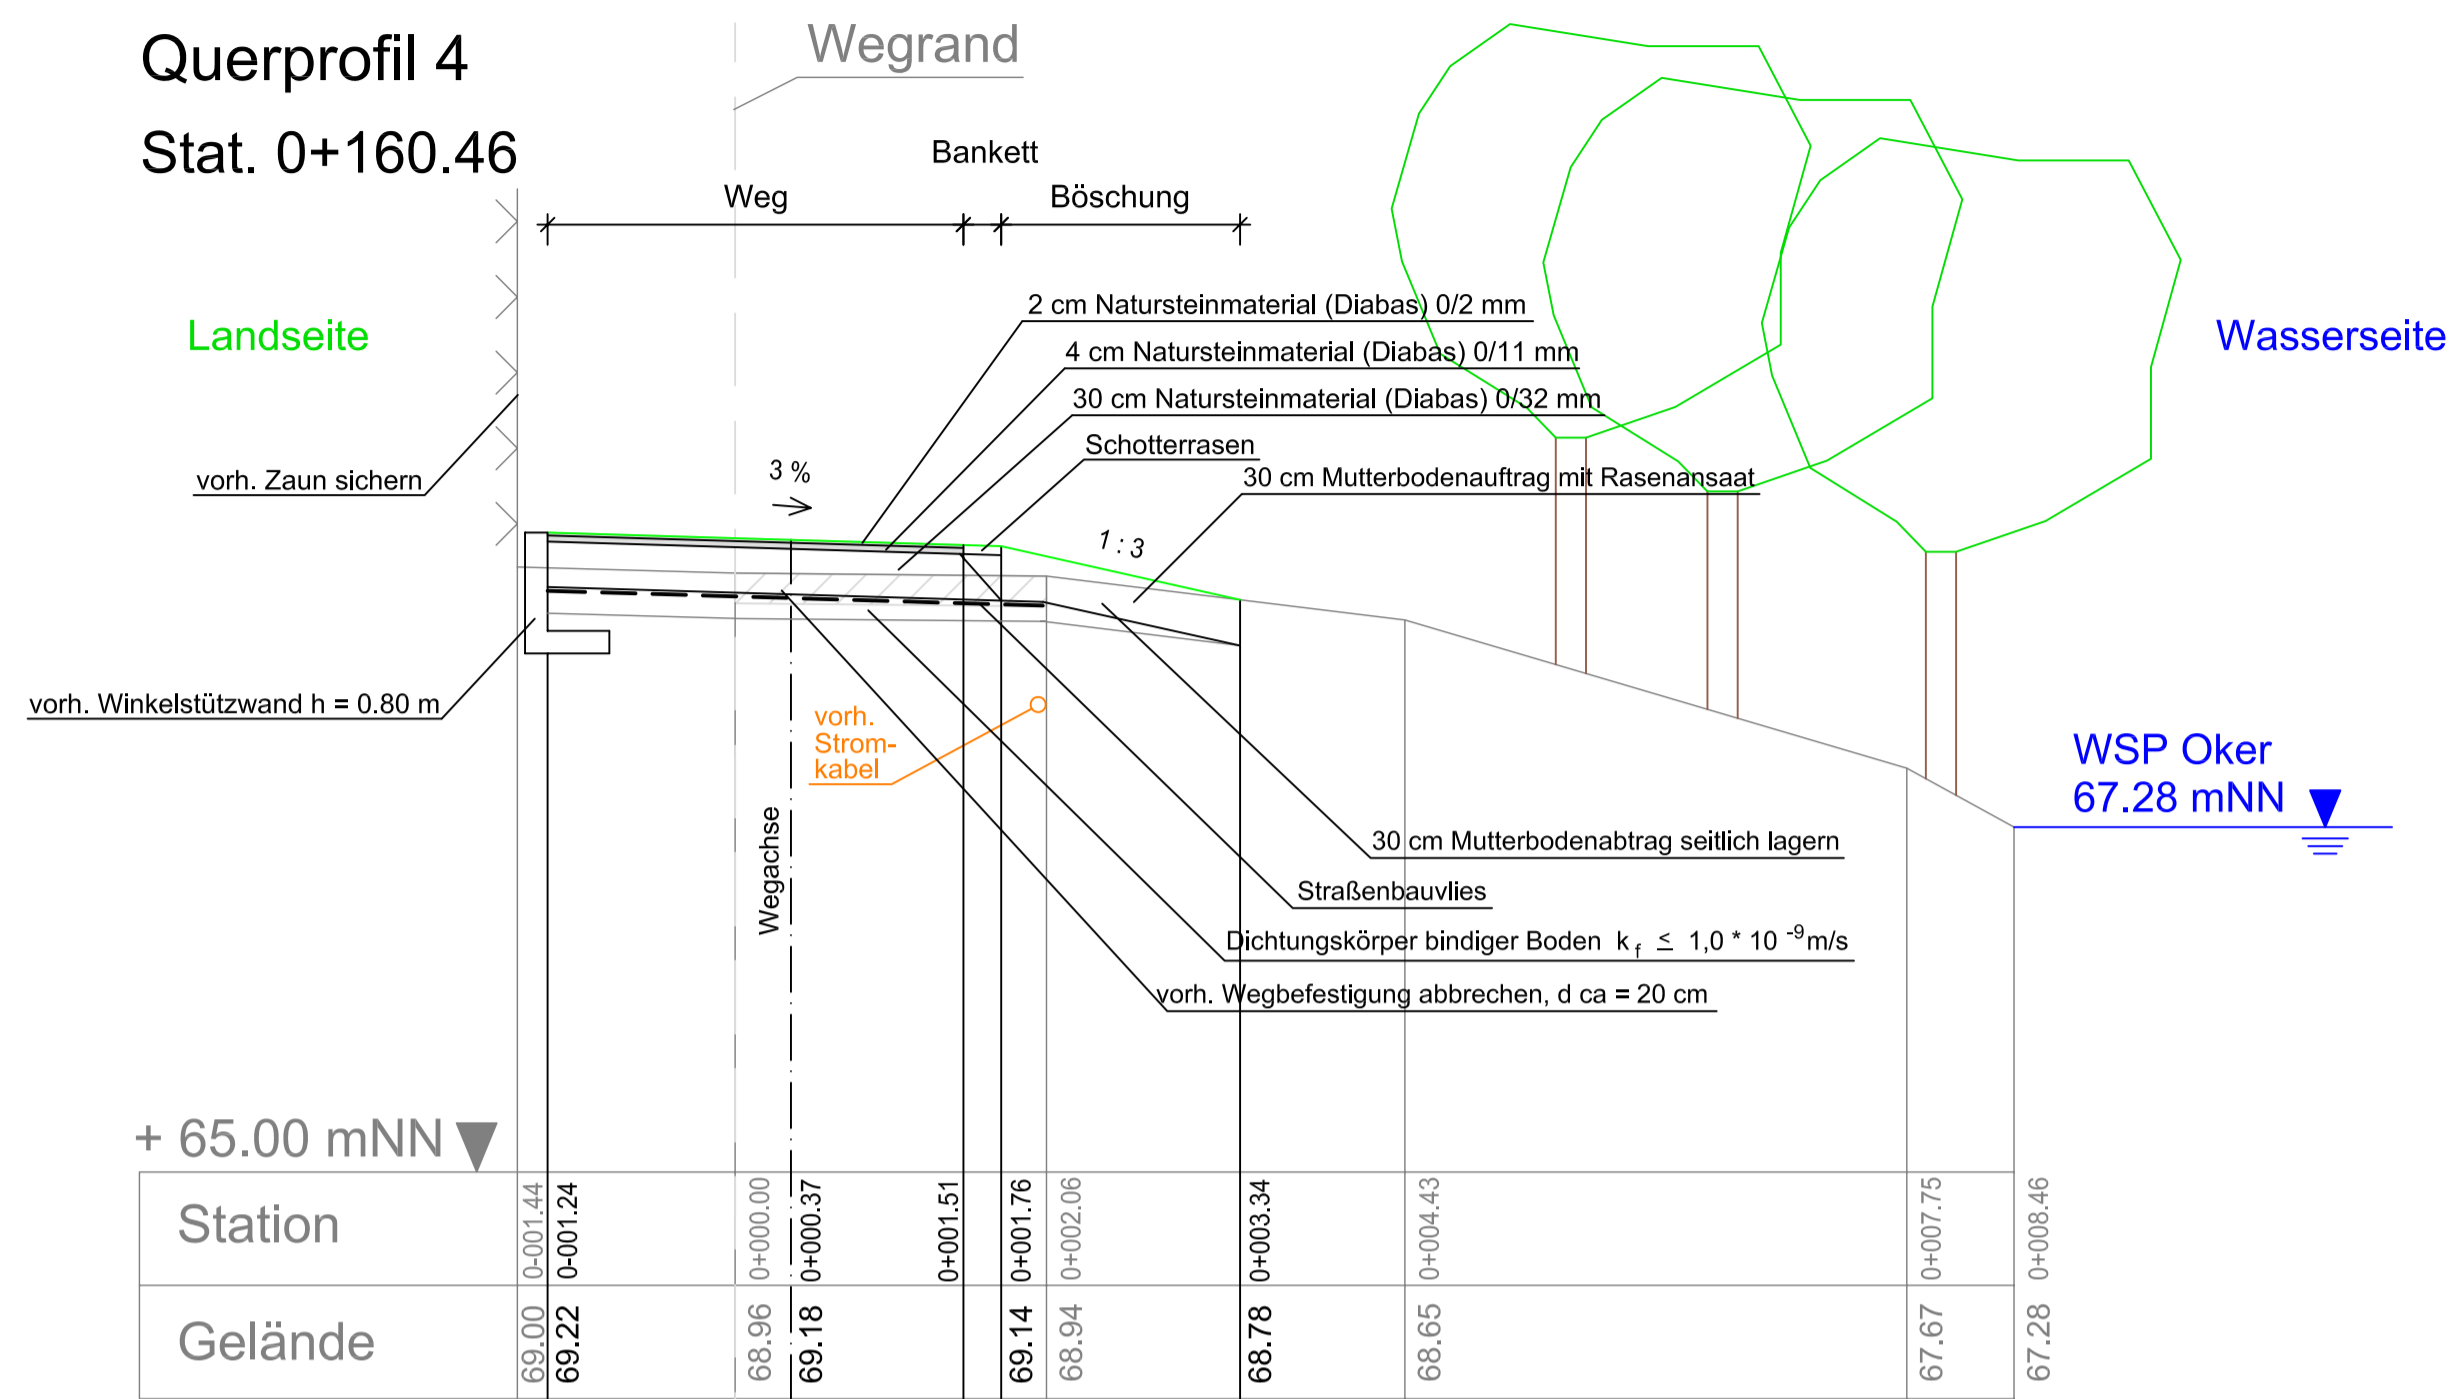 Querprofil 4
Stat. 0+160.46
Wegrand
Bankett
Weg
Böschung
Landseite
Wasserseite
2 cm Natursteinmaterial (Diabas) 0/2 mm
4 cm Natursteinmaterial (Diabas) 0/11 mm
30 cm Natursteinmaterial (Diabas) 0/32 mm
Schotterrasen
30 cm Mutterbodenauftrag mit Rasenansaat
vorh. Zaun sichern
3 %
1 : 3
vorh. Winkelstützwand h = 0.80 m
vorh.
Strom-
kabel
Wegachse
WSP Oker
67.28 mNN
30 cm Mutterbodenabtrag seitlich lagern
Straßenbauvlies
Dichtungskörper bindiger Boden k f ≤ 1,0 * 10 -9 m/s
vorh. Wegbefestigung abbrechen, d ca = 20 cm
+ 65.00 mNN
Station
0-001.44
0-001.24
0+000.00
0+000.37
0+001.51
0+001.76
0+002.06
0+003.34
0+004.43
0+007.75
0+008.46
Gelände
69.00
69.22
68.96
69.18
69.14
68.94
68.78
68.65
67.67
67.28